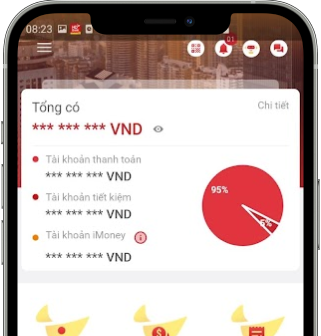 08:23
01
Tổng có
Chi tiết
*** *** *** VND
Tài khoản thanh toán
*** *** *** VND
Tài khoản tiết kiệm
*** *** *** VND
Tài khoản iMoney
*** *** *** VND
95%
5%